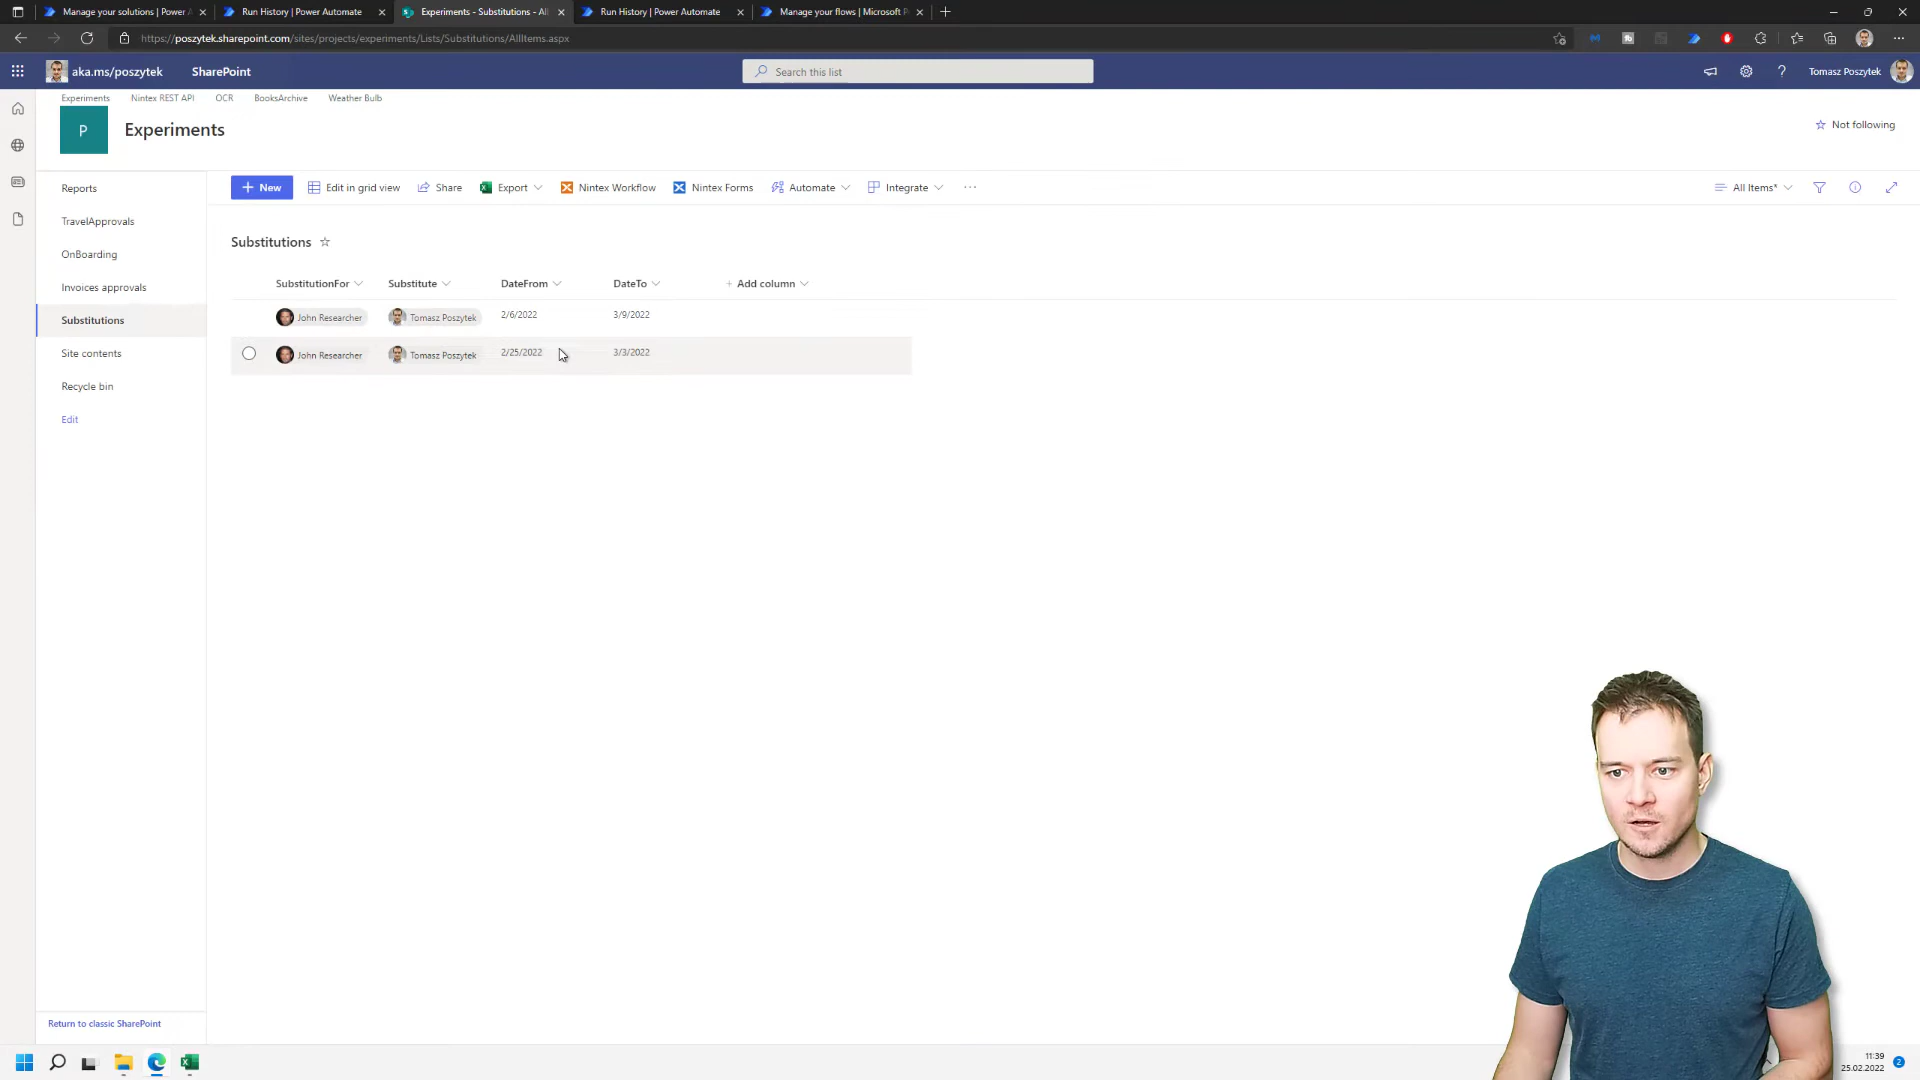 Manage your solutions | Power A
Run History | Power Automate
Experiments - Substitutions - All
Run History | Power Automate
Manage your flows | Microsoft P
https://poszytek.sharepoint.com/sites/projects/experiments/Lists/Substitutions/AllItems.aspx
aka.ms/poszytek
SharePoint
Search this list
Tomasz Poszytek
Experiments
Nintex REST API
OCR
BooksArchive
Weather Bulb
P
Experiments
Not following
Reports
TravelApprovals
OnBoarding
Invoices approvals
Substitutions
Site contents
Recycle bin
Edit
Return to classic SharePoint
New
Edit in grid view
Share
Export
Nintex Workflow
Nintex Forms
Automate
Integrate
All Items*
Substitutions
SubstitutionFor Substitute DateFrom DateTo + Add column
John Researcher Tomasz Poszytek 2/6/2022 3/9/2022
John Researcher Tomasz Poszytek 2/25/2022 3/3/2022
11:39
25.02.2022
2